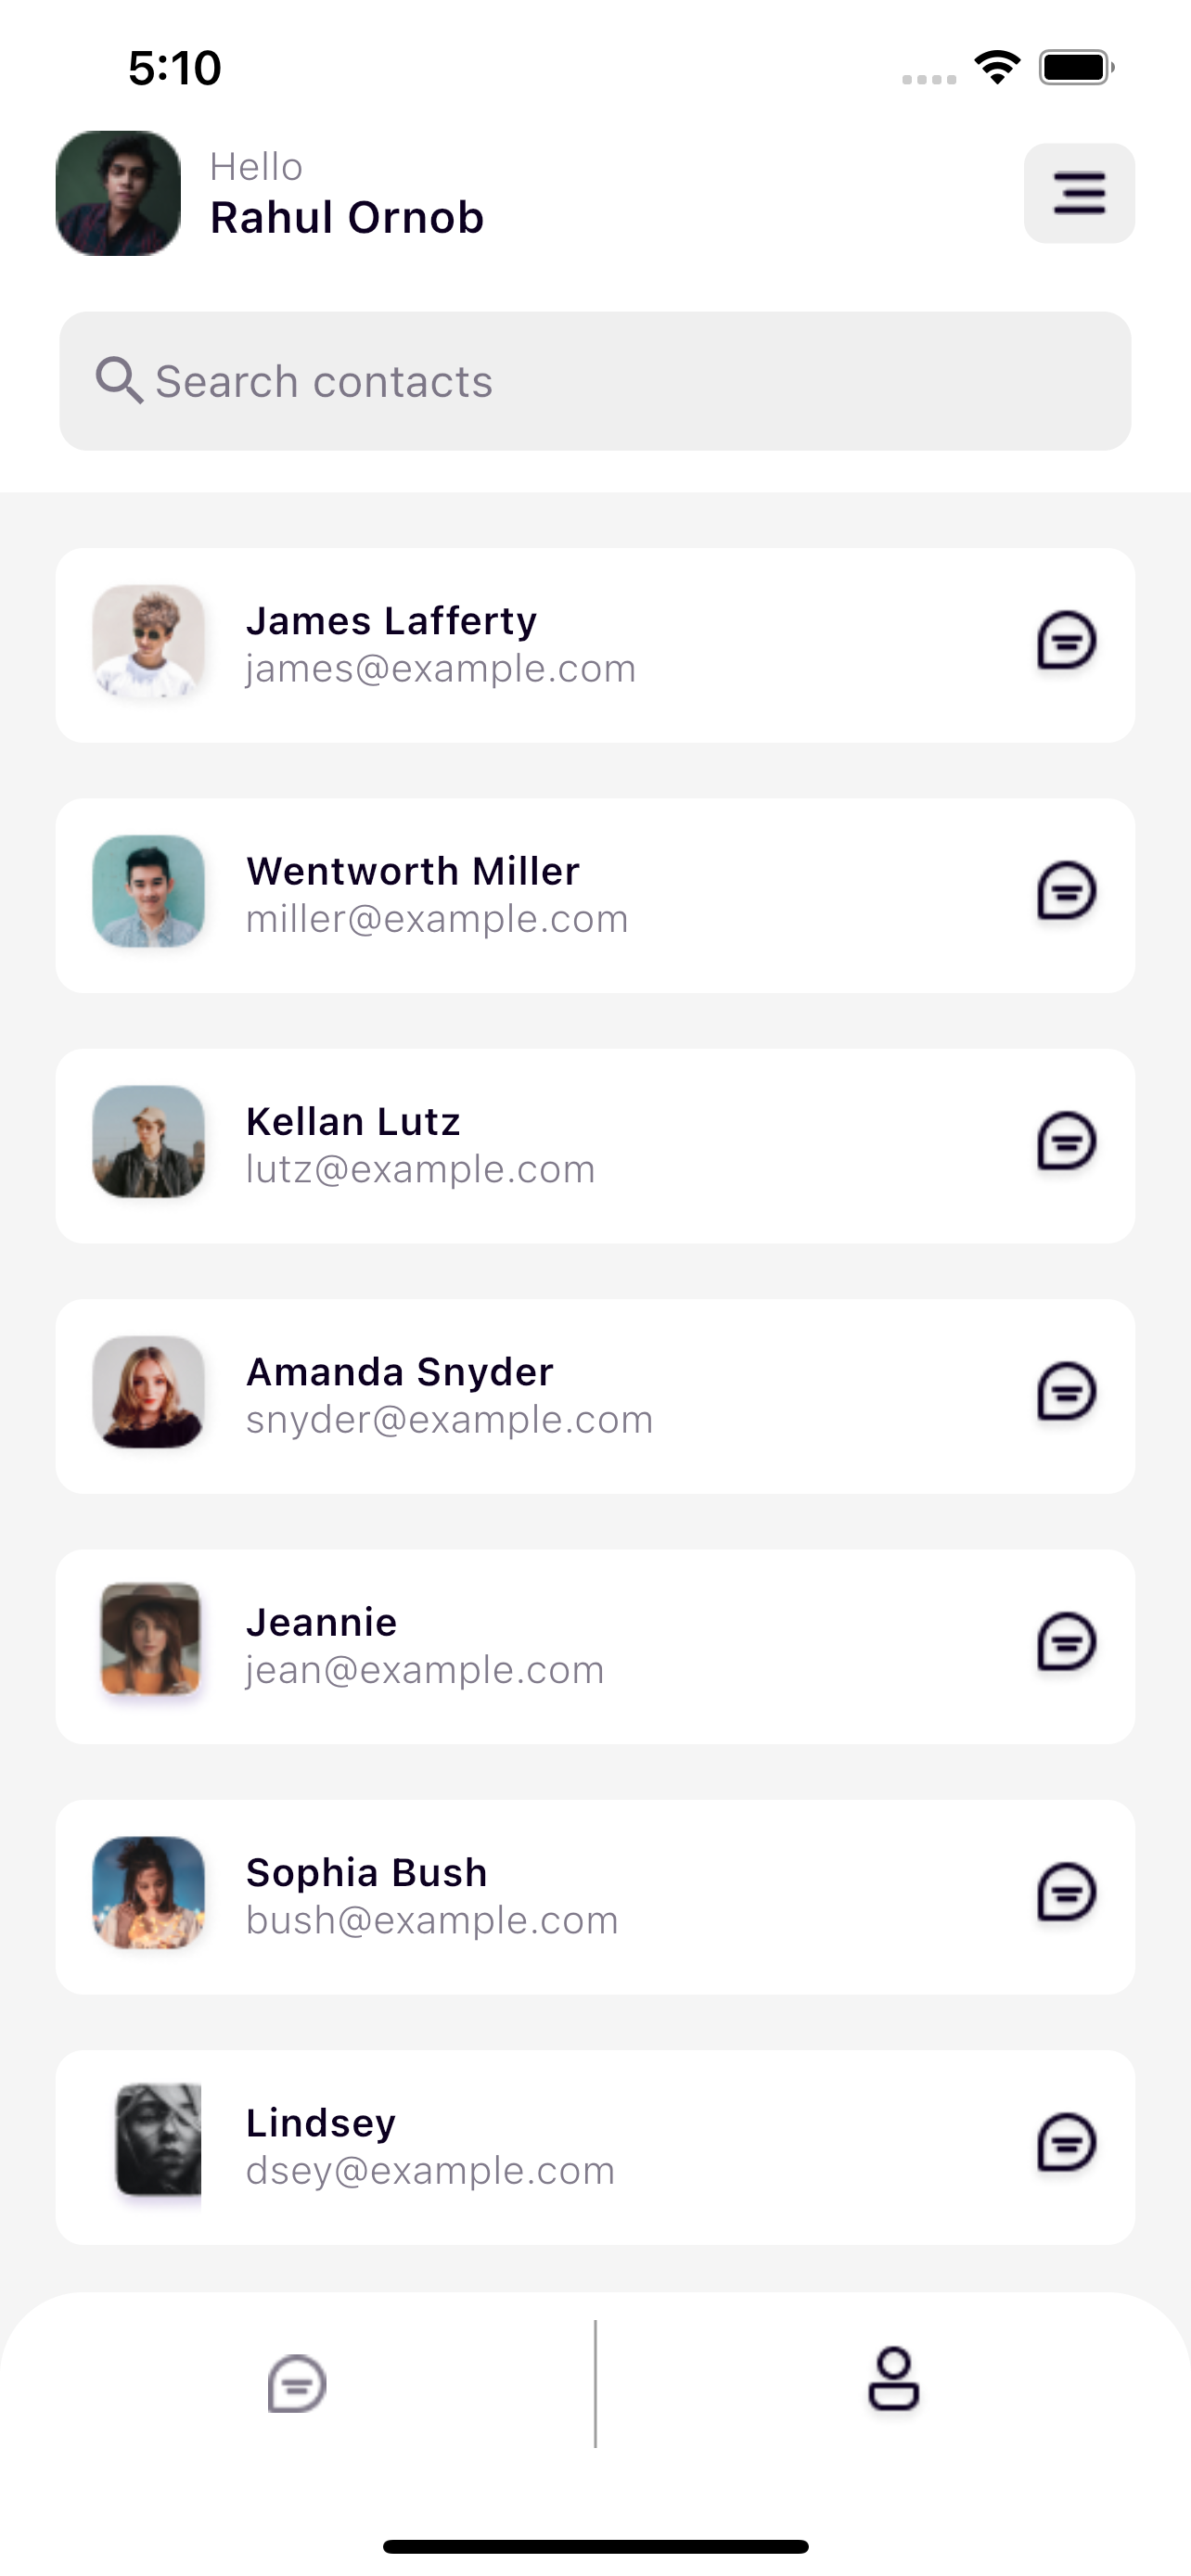 5:10
Hello
Rahul Ornob
Search contacts
James Lafferty
james@example.com
Wentworth Miller
miller@example.com
Kellan Lutz
lutz@example.com
Amanda Snyder
snyder@example.com
Jeannie
jean@example.com
Sophia Bush
bush@example.com
Lindsey
dsey@example.com